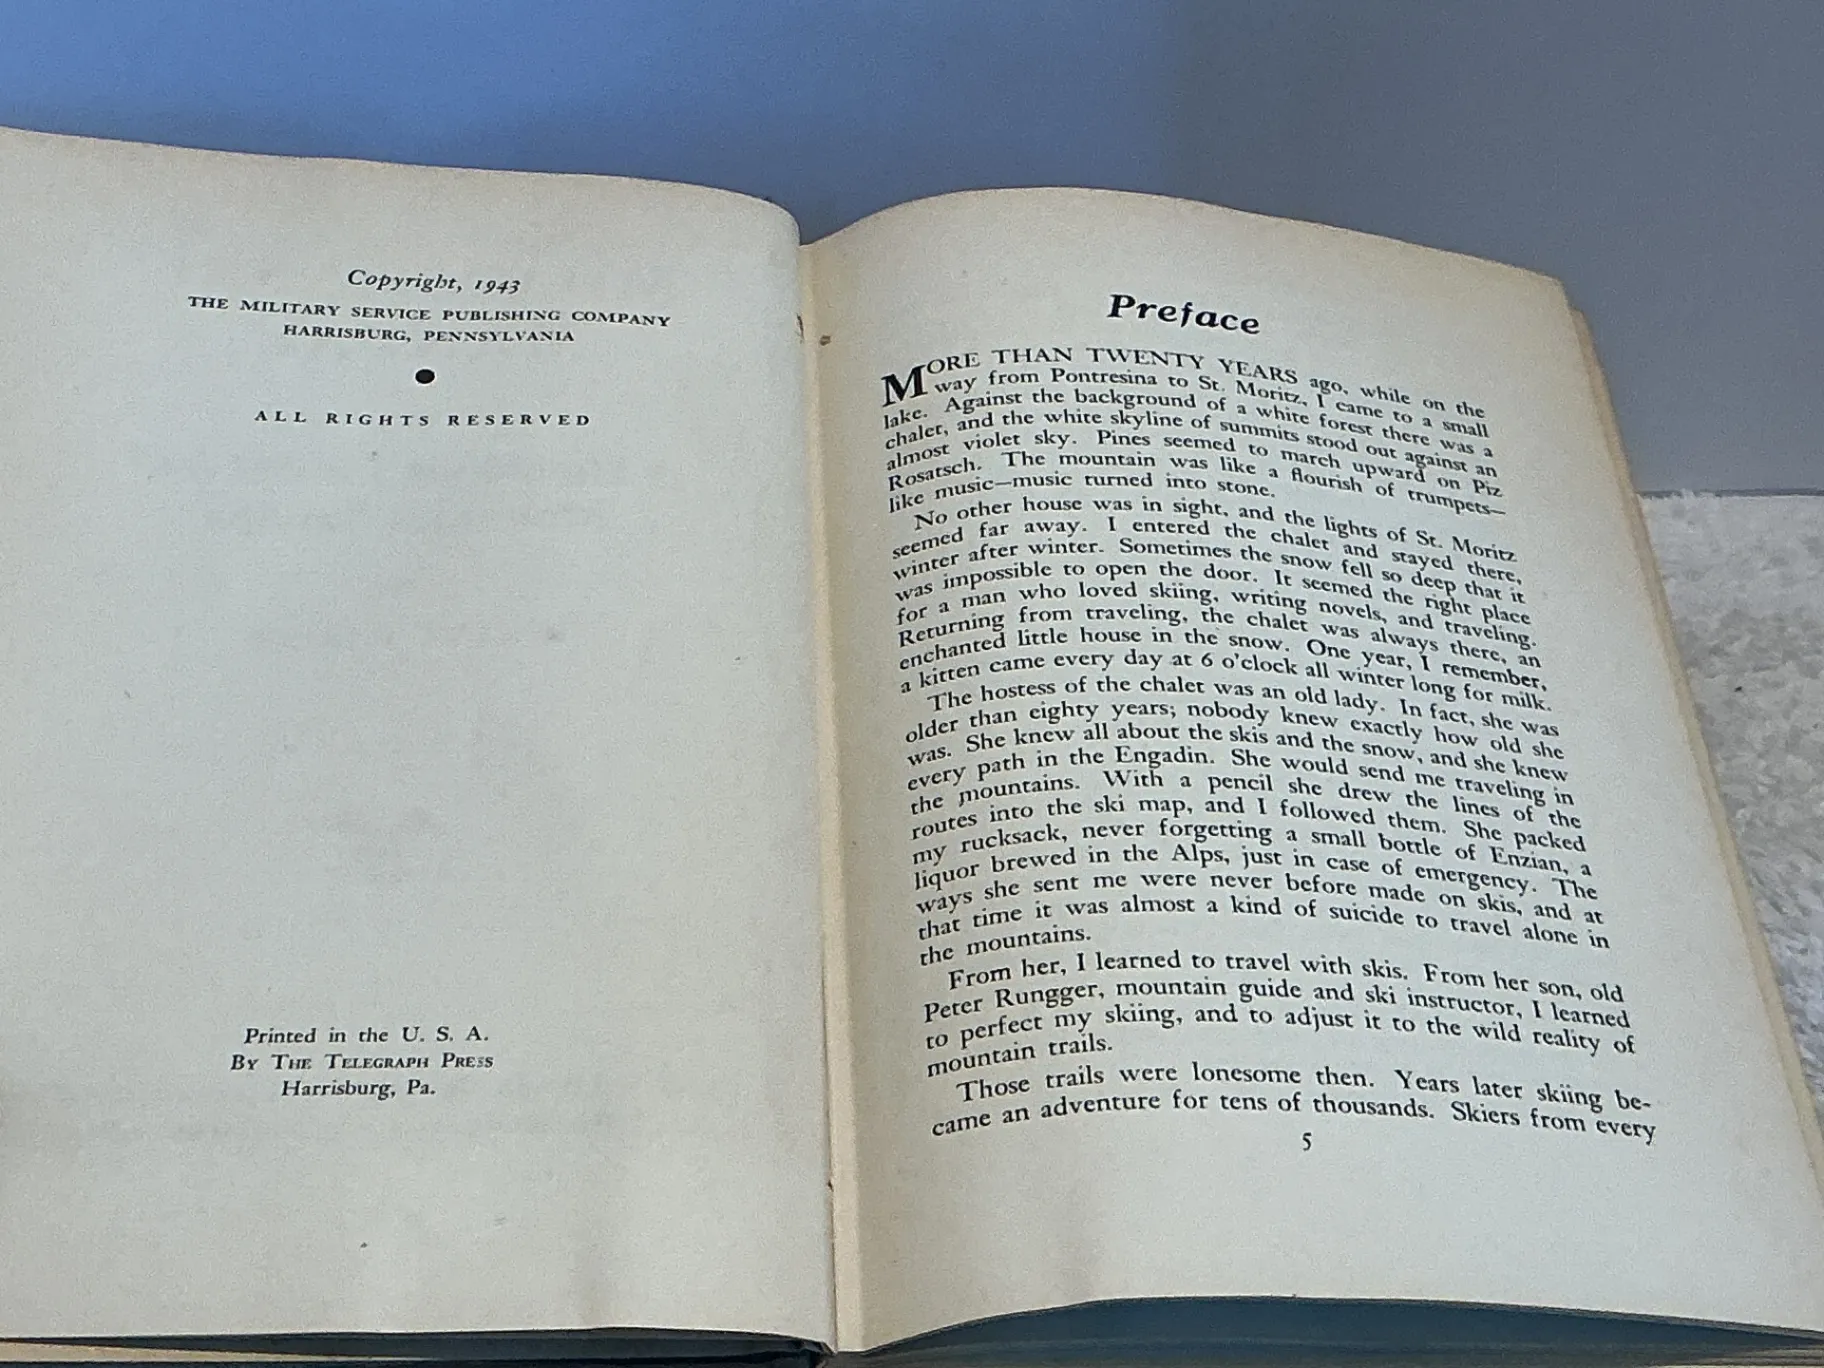 Copyright, 1943
THE MILITARY SERVICE PUBLISHING COMPANY
HARRISBURG, PENNSYLVANIA
ALL RIGHTS RESERVED
Printed in the U. S. A.
By The Telegraph Press
Harrisburg, Pa.
Preface
MORE THAN TWENTY YEARS ago, while on the
way from Pontresina to St. Moritz, I came to a small
lake. Against the background of a white forest there was a
chalet, and the white skyline of summits stood out against an
almost violet sky. Pines seemed to march upward on Piz
Rosatsch. The mountain was like a flourish of trumpets—
like music—music turned into stone.
No other house was in sight, and the lights of St. Moritz
seemed far away. I entered the chalet and stayed there,
winter after winter. Sometimes the snow fell so deep that it
was impossible to open the door. It seemed the right place
for a man who loved skiing, writing novels, and traveling.
Returning from traveling, the chalet was always there, an
enchanted little house in the snow. One year, I remember,
a kitten came every day at 6 o'clock all winter long for milk.
The hostess of the chalet was an old lady. In fact, she was
older than eighty years; nobody knew exactly how old she
was. She knew all about the skis and the snow, and she knew
every path in the Engadin. She would send me traveling in
the mountains. With a pencil she drew the lines of the
routes into the ski map, and I followed them. She packed
my rucksack, never forgetting a small bottle of Enzian, a
liquor brewed in the Alps, just in case of emergency. The
ways she sent me were never before made on skis, and at
that time it was almost a kind of suicide to travel alone in
the mountains.
From her, I learned to travel with skis. From her son, old
Peter Rungger, mountain guide and ski instructor, I learned
to perfect my skiing, and to adjust it to the wild reality of
mountain trails.
Those trails were lonesome then. Years later skiing be-
came an adventure for tens of thousands. Skiers from every
5